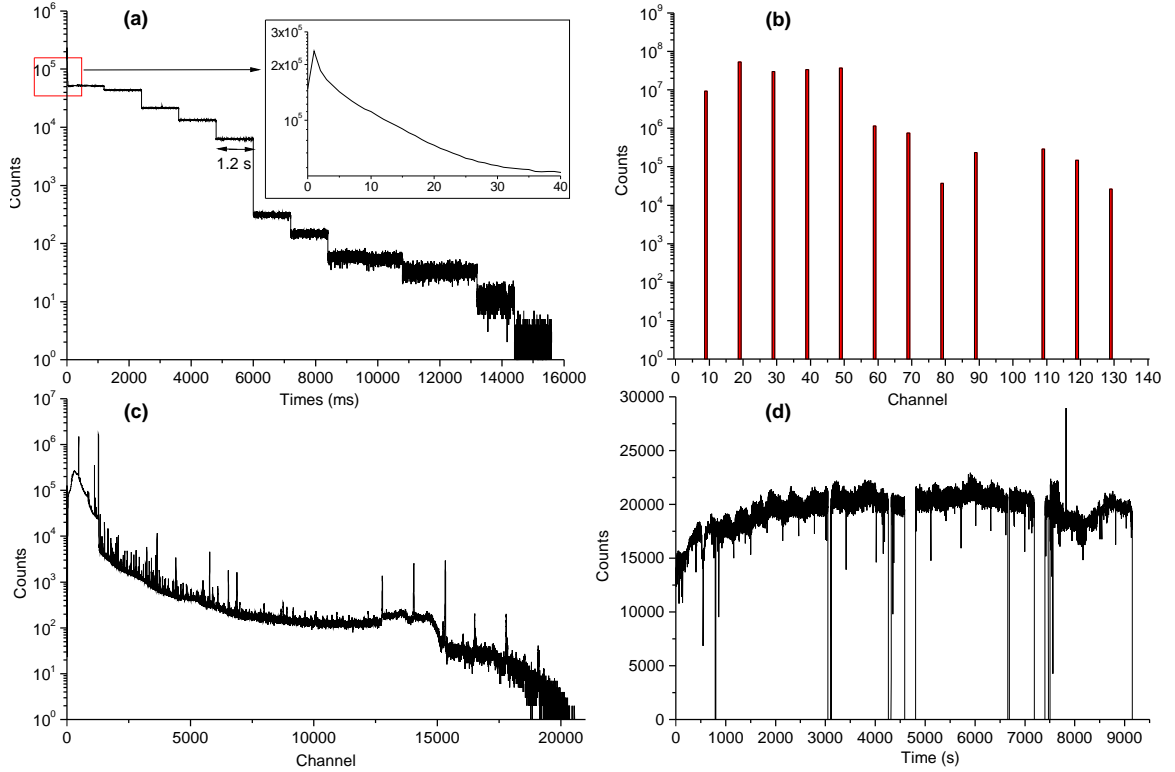 (a)
10^6
10^5
10^4
10^3
10^2
10^1
10^0
Counts
0 2000 4000 6000 8000 10000 12000 14000 16000
Times (ms)
1.2 s
3x10^5
2x10^5
10^5
0 10 20 30 40
(b)
10^9
10^8
10^7
10^6
10^5
10^4
10^3
10^2
10^1
10^0
Counts
0 10 20 30 40 50 60 70 80 90 100 110 120 130 140
Channel
(c)
10^7
10^6
10^5
10^4
10^3
10^2
10^1
10^0
Counts
0 5000 10000 15000 20000
Channel
(d)
30000
25000
20000
15000
10000
5000
0
Counts
0 1000 2000 3000 4000 5000 6000 7000 8000 9000
Time (s)